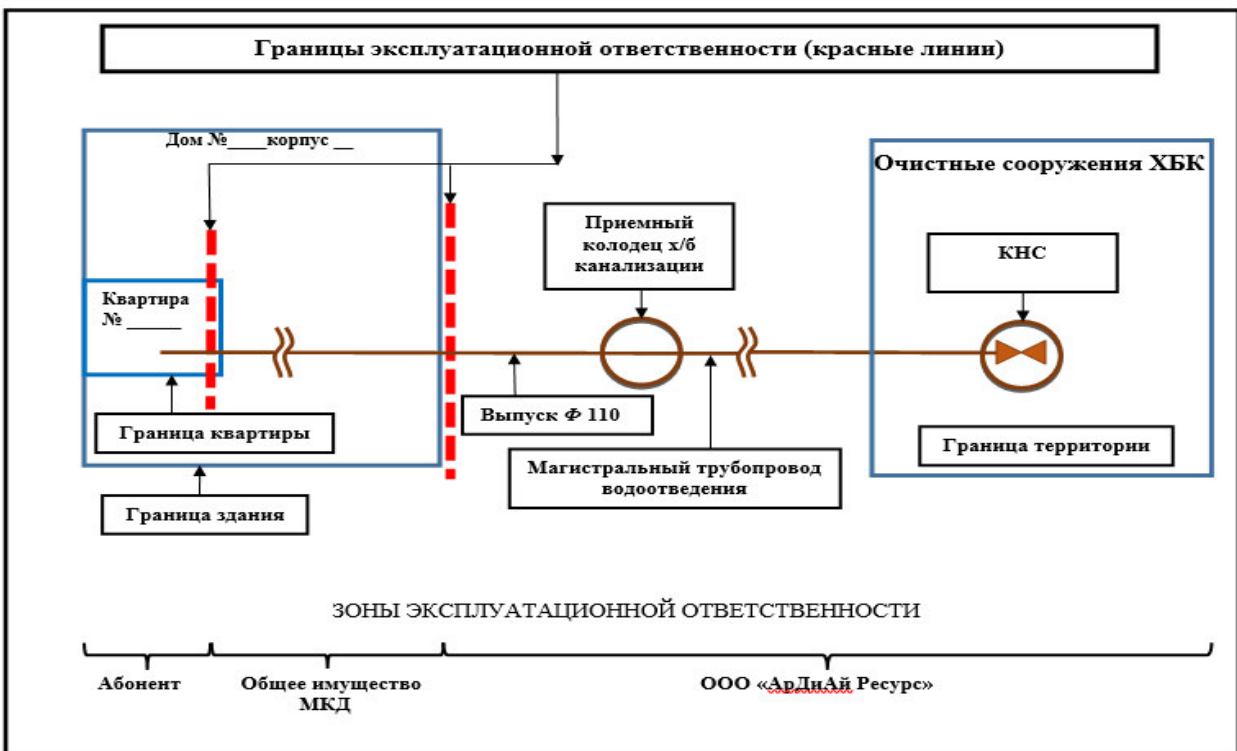 Границы эксплуатационной ответственности (красные линии)
Дом №____корпус __
Очистные сооружения ХБК
Приемный
колодец х/б
канализации
КНС
Квартира
№ ______
Выпуск Ф 110
Граница квартиры
Граница территории
Магистральный трубопровод
водоотведения
Граница здания
ЗОНЫ ЭКСПЛУАТАЦИОННОЙ ОТВЕТСТВЕННОСТИ
Абонент
Общее имущество
МКД
ООО «АрДиАй Ресурс»